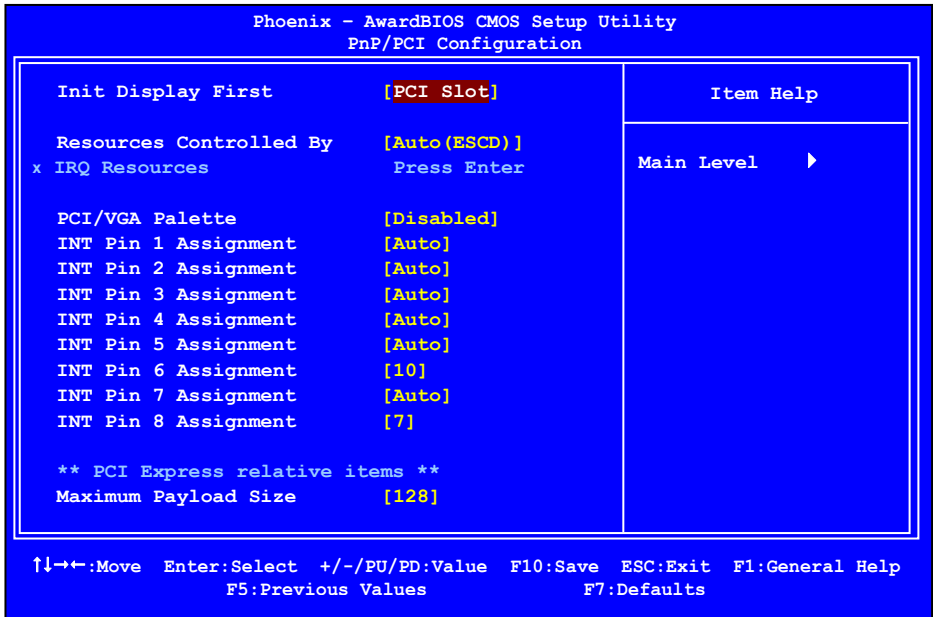 Phoenix – AwardBIOS CMOS Setup Utility
PnP/PCI Configuration
Init Display First [PCI Slot]
Item Help
Resources Controlled By [Auto(ESCD)]
x IRQ Resources Press Enter
Main Level
PCI/VGA Palette [Disabled]
INT Pin 1 Assignment [Auto]
INT Pin 2 Assignment [Auto]
INT Pin 3 Assignment [Auto]
INT Pin 4 Assignment [Auto]
INT Pin 5 Assignment [Auto]
INT Pin 6 Assignment [10]
INT Pin 7 Assignment [Auto]
INT Pin 8 Assignment [7]
** PCI Express relative items **
Maximum Payload Size [128]
↑↓→←:Move Enter:Select +/-/PU/PD:Value F10:Save ESC:Exit F1:General Help
F5:Previous Values F7:Defaults